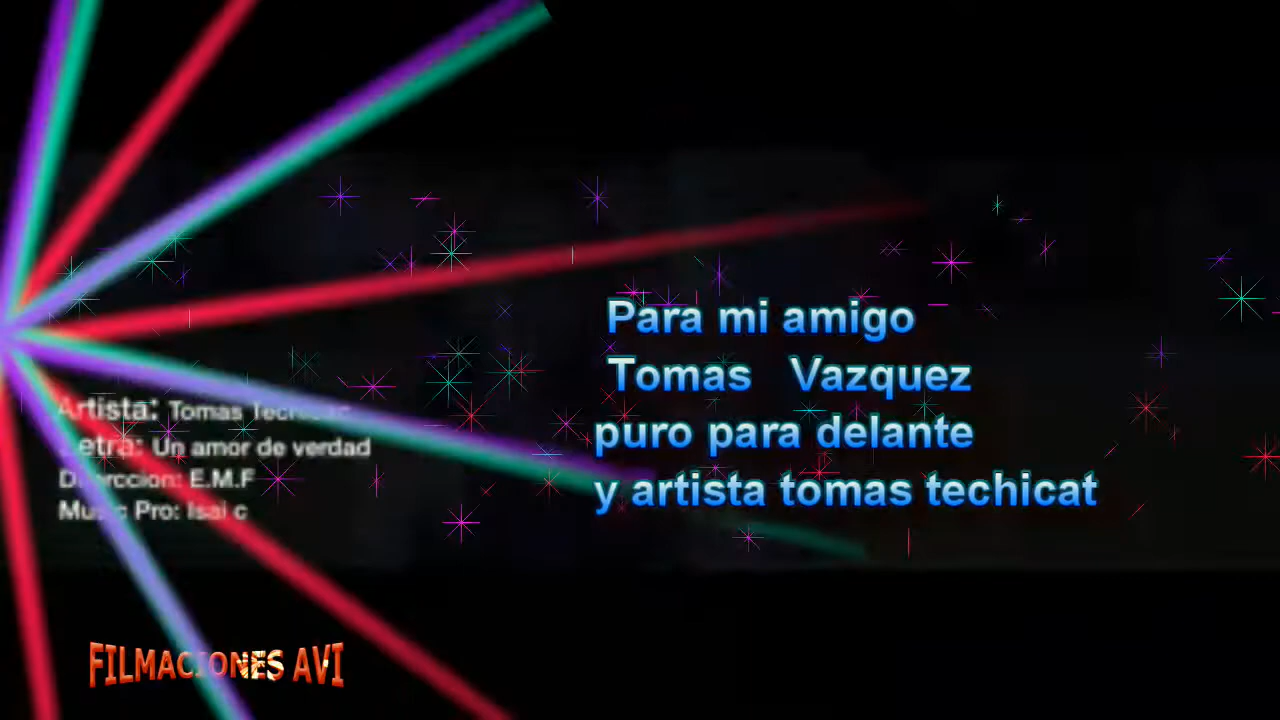 Para mi amigo
Tomas Vazquez
puro para delante
y artista tomas techicat
Artista: Tomas
Letra: Un amor de verdad
E.M.F
Music Pro: Isai c
FILMACIONES AVI